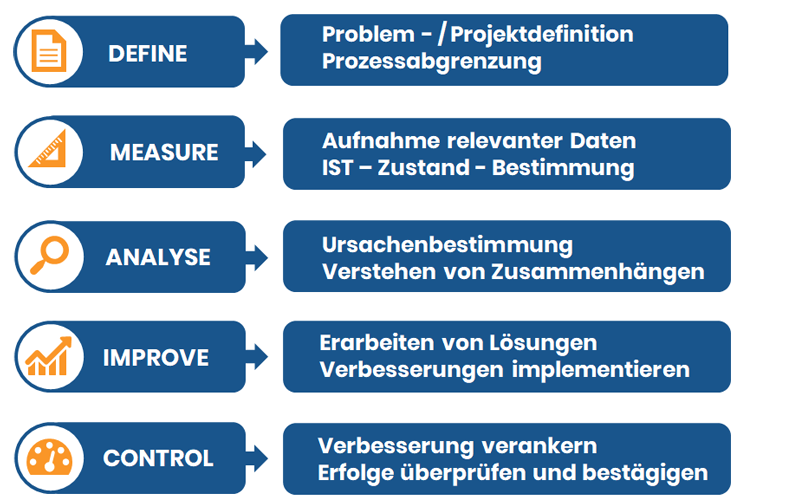 DEFINE
Problem - / Projektdefinition
Prozessabgrenzung
MEASURE
Aufnahme relevanter Daten
IST – Zustand - Bestimmung
ANALYSE
Ursachenbestimmung
Verstehen von Zusammenhängen
IMPROVE
Erarbeiten von Lösungen
Verbesserungen implementieren
CONTROL
Verbesserung verankern
Erfolge überprüfen und bestägigen